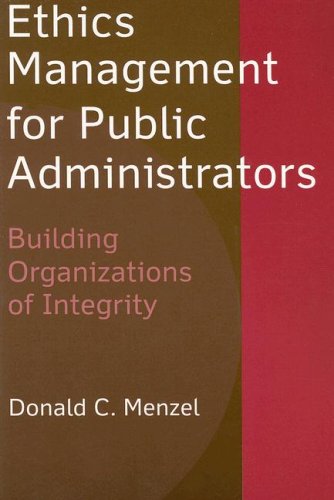 Ethics
Management
for Public
Administrators
Building
Organizations
of Integrity
Donald C. Menzel